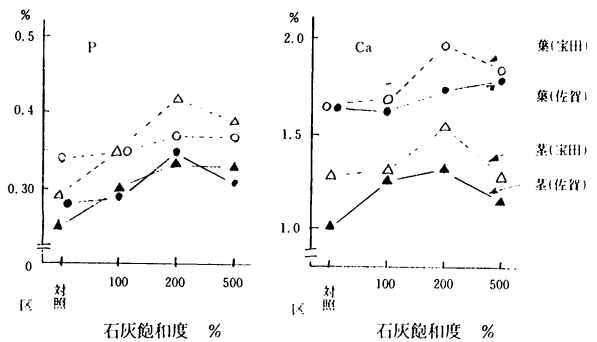 %
0.5
0.4
0.30
0
P
区
対照
100
200
500
石灰飽和度 %
%
2.0
1.5
1.0
Ca
葉(宝田)
葉(佐賀)
茎(宝田)
茎(佐賀)
区
対照
100
200
500
石灰飽和度 %